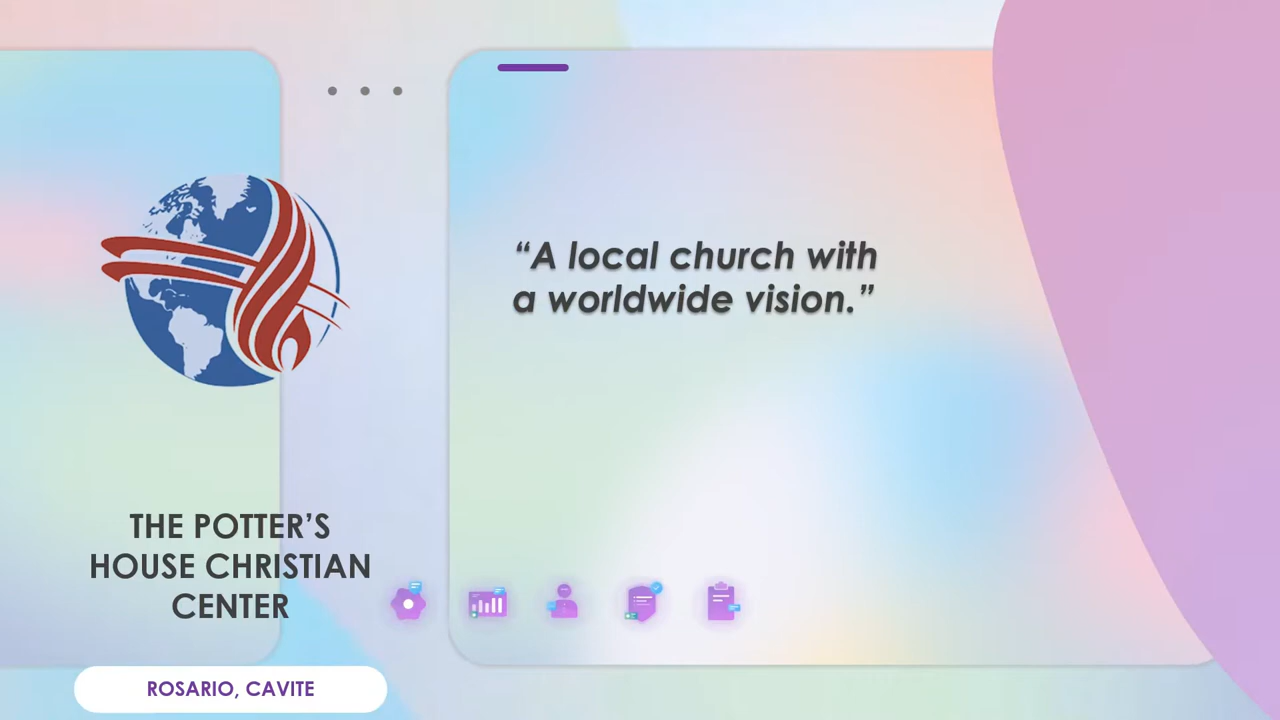 “A local church with
a worldwide vision.”
THE POTTER’S
HOUSE CHRISTIAN
CENTER
ROSARIO, CAVITE